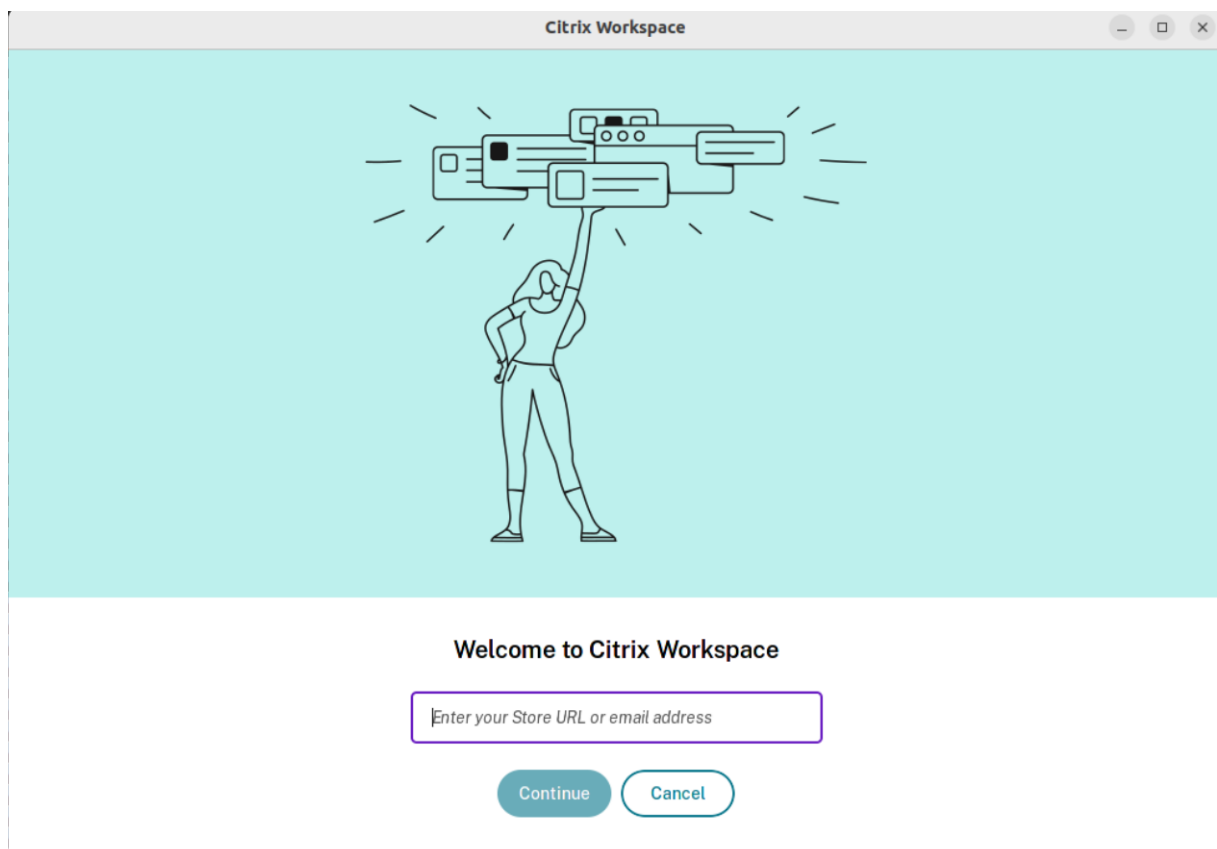 Citrix Workspace
Welcome to Citrix Workspace
Enter your Store URL or email address
Continue
Cancel